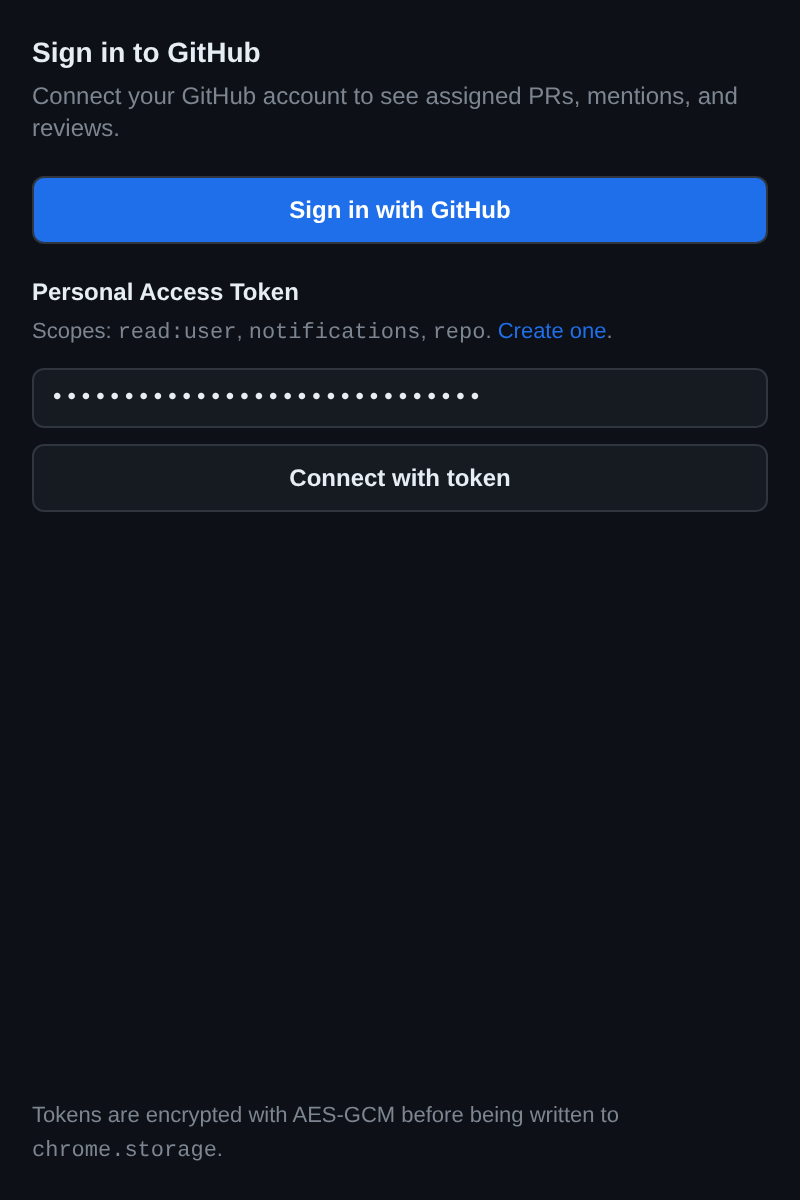 Sign in to GitHub
Connect your GitHub account to see assigned PRs, mentions, and
reviews.
Sign in with GitHub
Personal Access Token
Scopes: read:user, notifications, repo. Create one.
••••••••••••••••••••••••••••••
Connect with token
Tokens are encrypted with AES-GCM before being written to
chrome.storage.